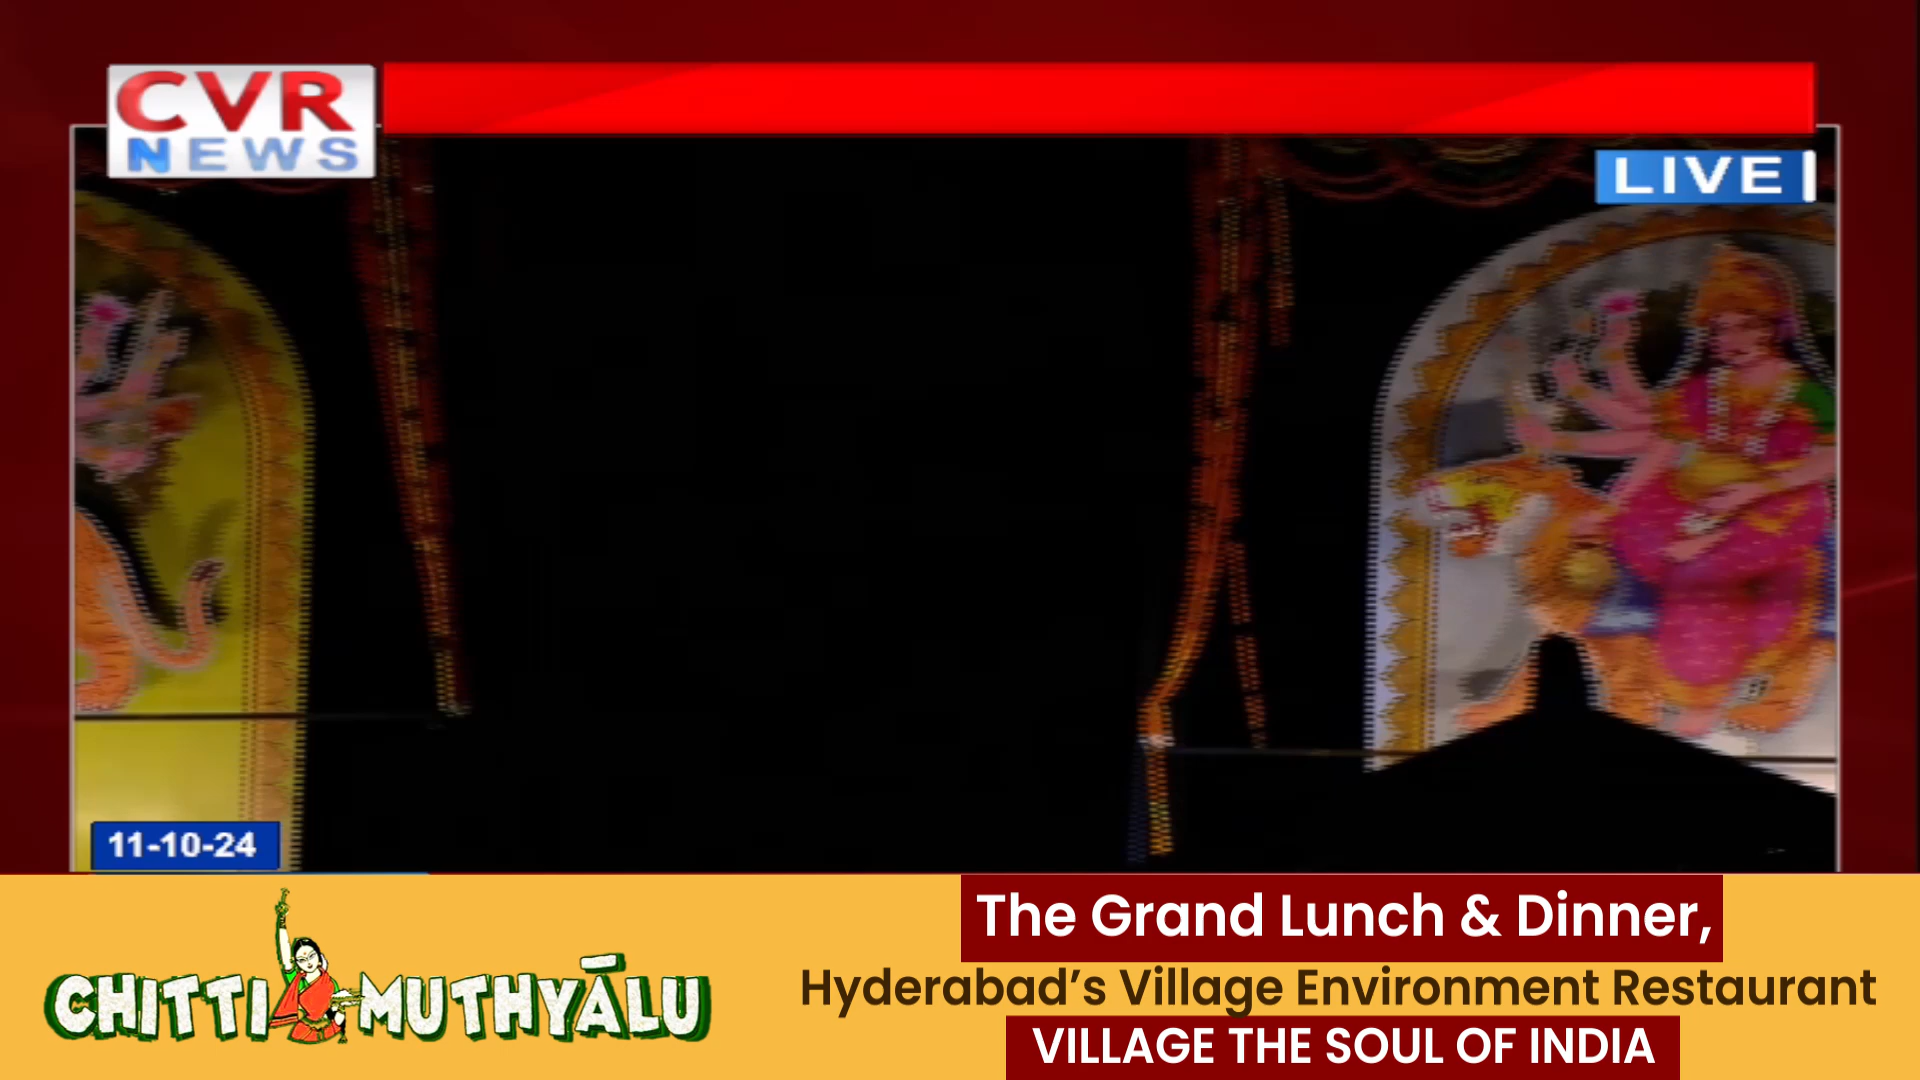 CVR
NEWS
LIVE
11-10-24
CHITTI MUTHYĀLU
The Grand Lunch & Dinner,
Hyderabad’s Village Environment Restaurant
VILLAGE THE SOUL OF INDIA